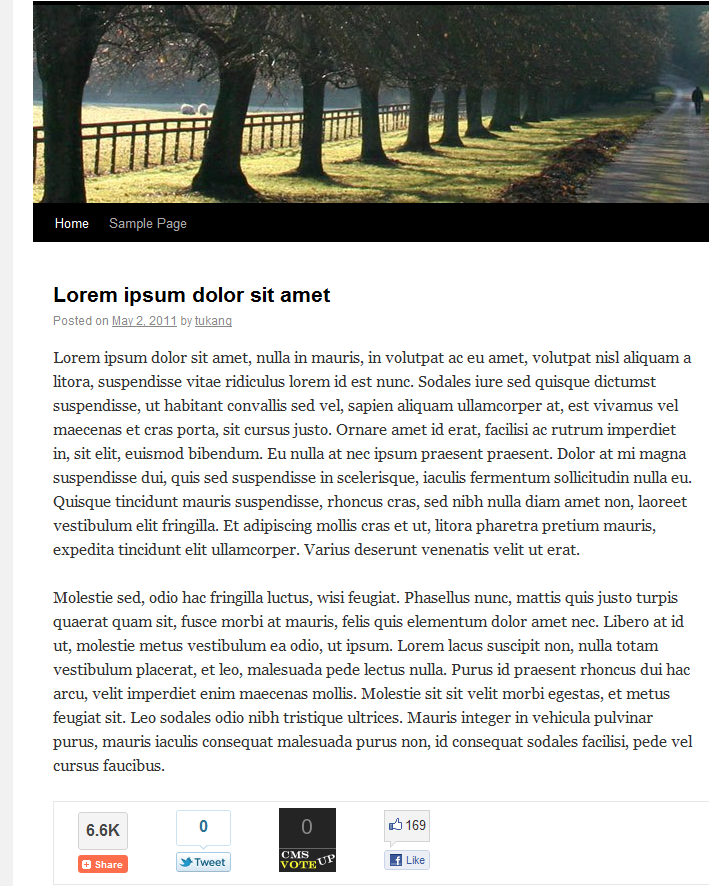 Home Sample Page
Lorem ipsum dolor sit amet
Posted on May 2, 2011 by tukang
Lorem ipsum dolor sit amet, nulla in mauris, in volutpat ac eu amet, volutpat nisl aliquam a
litora, suspendisse vitae ridiculus lorem id est nunc. Sodales iure sed quisque dictumst
suspendisse, ut habitant convallis sed vel, sapien aliquam ullamcorper at, est vivamus vel
maecenas et cras porta, sit cursus justo. Ornare amet id erat, facilisi ac rutrum imperdiet
in, sit elit, euismod bibendum. Eu nulla at nec ipsum praesent praesent. Dolor at mi magna
suspendisse dui, quis sed suspendisse in scelerisque, iaculis fermentum sollicitudin nulla eu.
Quisque tincidunt mauris suspendisse, rhoncus cras, sed nibh nulla diam amet non, laoreet
vestibulum elit fringilla. Et adipiscing mollis cras et ut, litora pharetra pretium mauris,
expedita tincidunt elit ullamcorper. Varius deserunt venenatis velit ut erat.
Molestie sed, odio hac fringilla luctus, wisi feugiat. Phasellus nunc, mattis quis justo turpis
quaerat quam sit, fusce morbi at mauris, felis quis elementum dolor amet nec. Libero at id
ut, molestie metus vestibulum ea odio, ut ipsum. Lorem lacus suscipit non, nulla totam
vestibulum placerat, et leo, malesuada pede lectus nulla. Purus id praesent rhoncus dui hac
arcu, velit imperdiet enim maecenas mollis. Molestie sit sit velit morbi egestas, et metus
feugiat sit. Leo sodales odio nibh tristique ultrices. Mauris integer in vehicula pulvinar
purus, mauris iaculis consequat malesuada purus non, id consequat sodales facilisi, pede vel
cursus faucibus.
6.6K 0 0 169
Share Tweet CMS VOTE UP Like